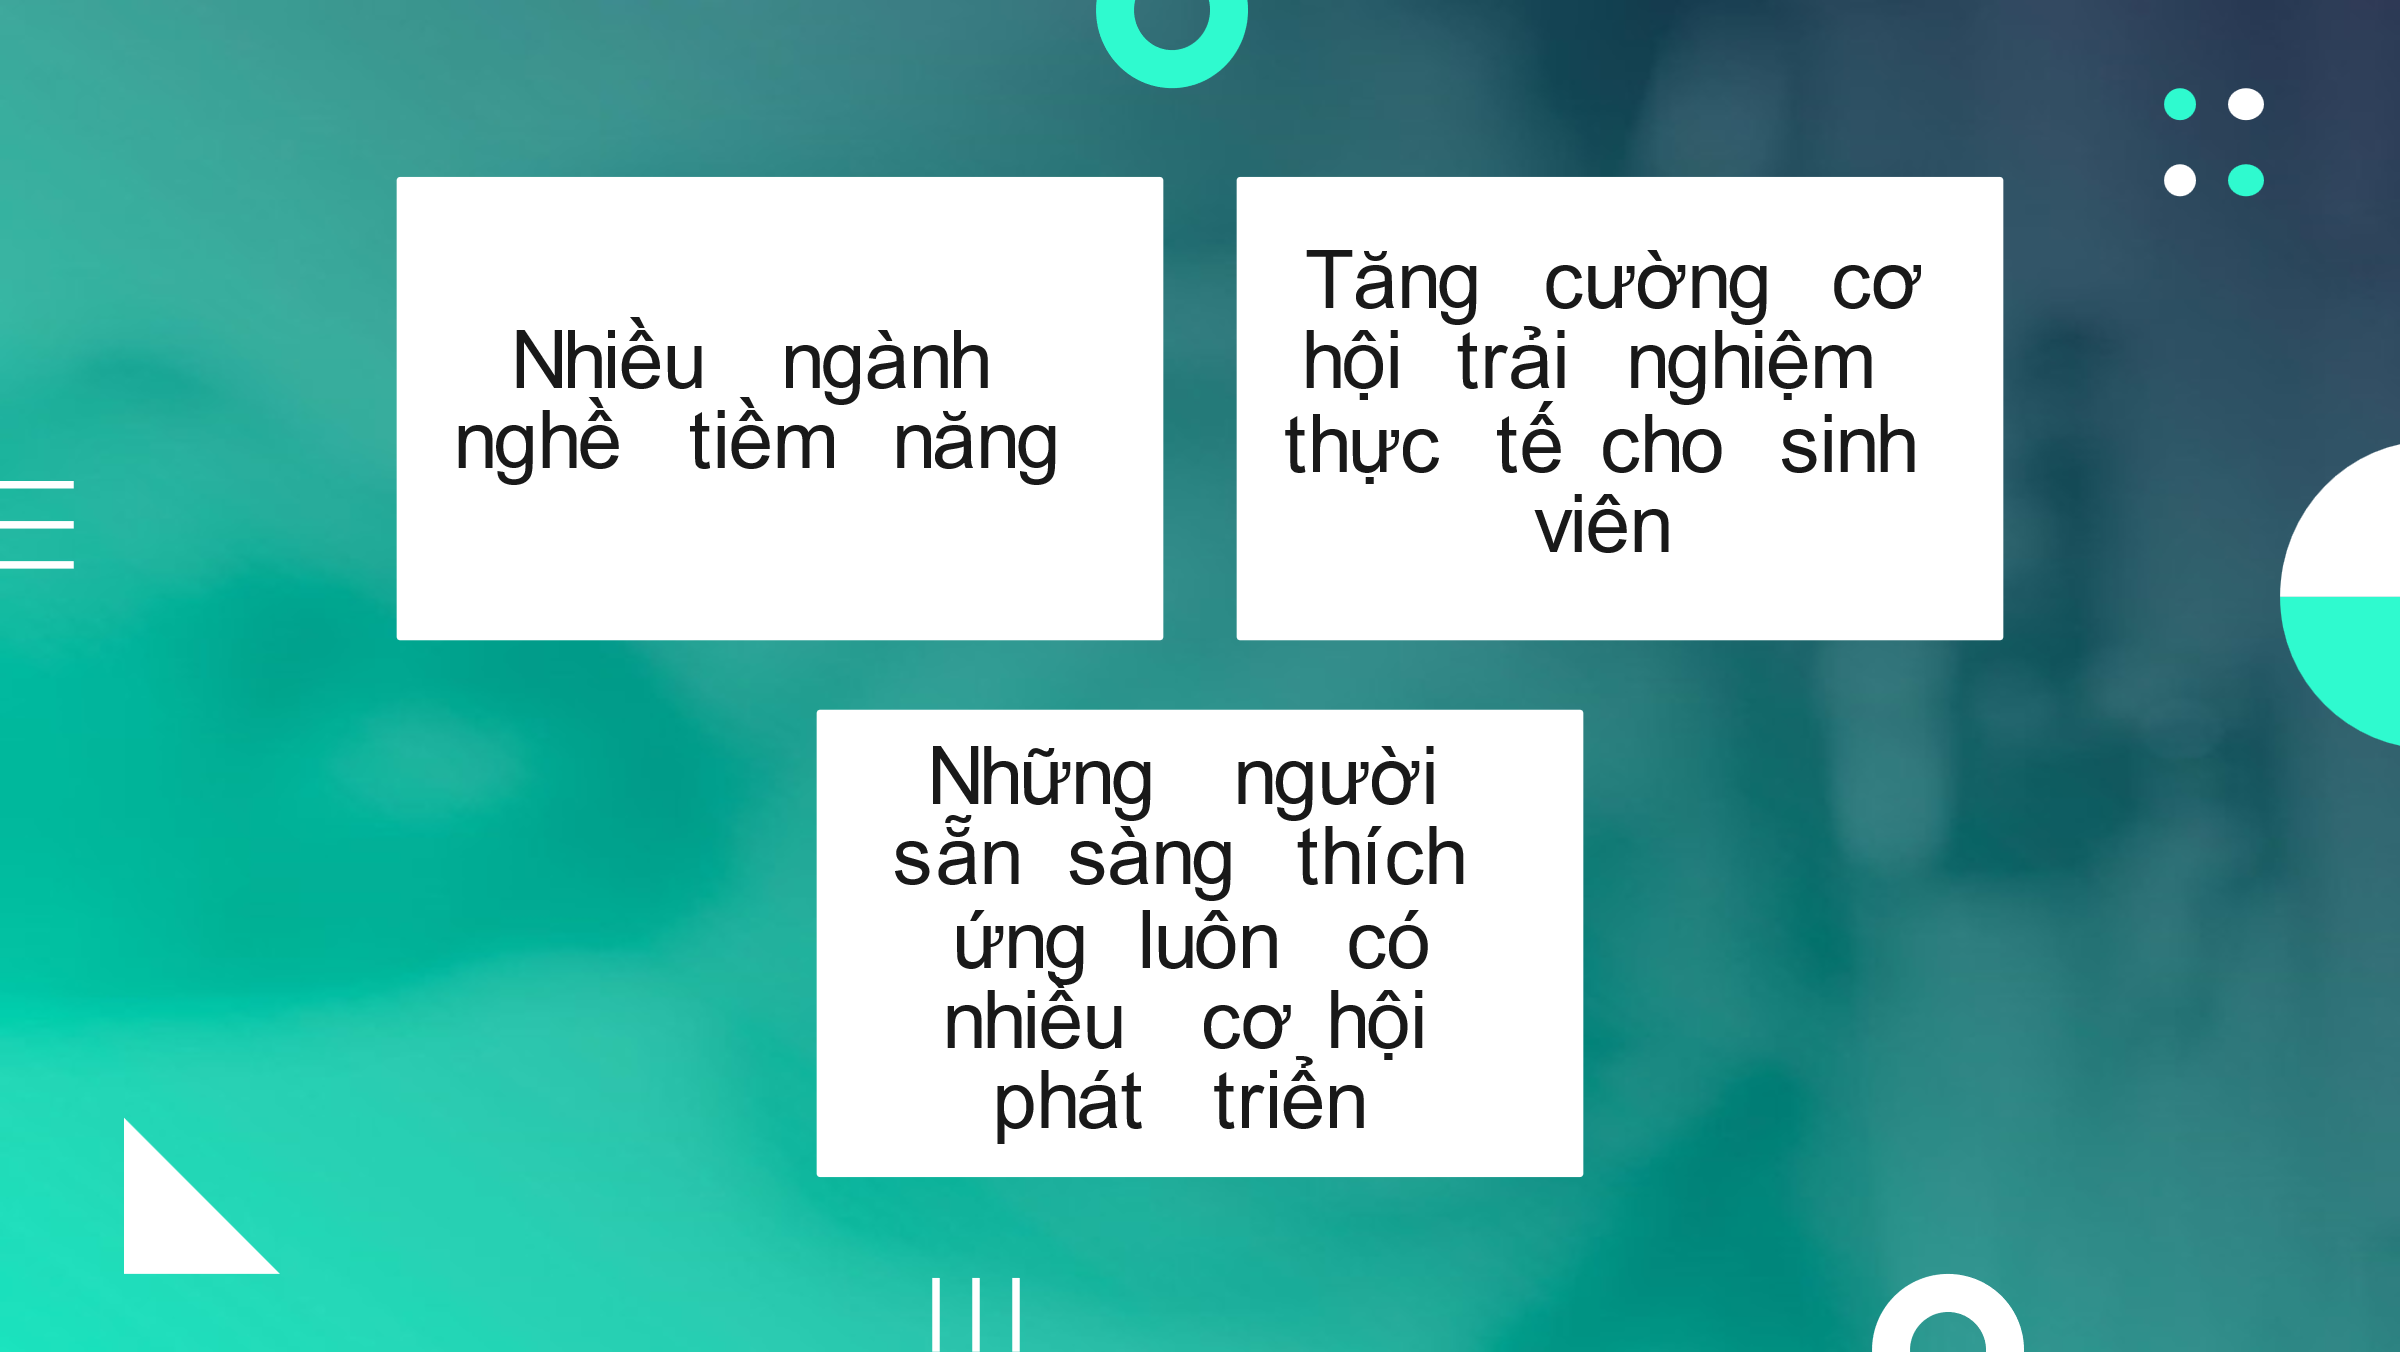 Nhiều ngành
nghề tiềm năng
Tăng cường cơ
hội trải nghiệm
thực tế cho sinh
viên
Những người
sẵn sàng thích
ứng luôn có
nhiều cơ hội
phát triển